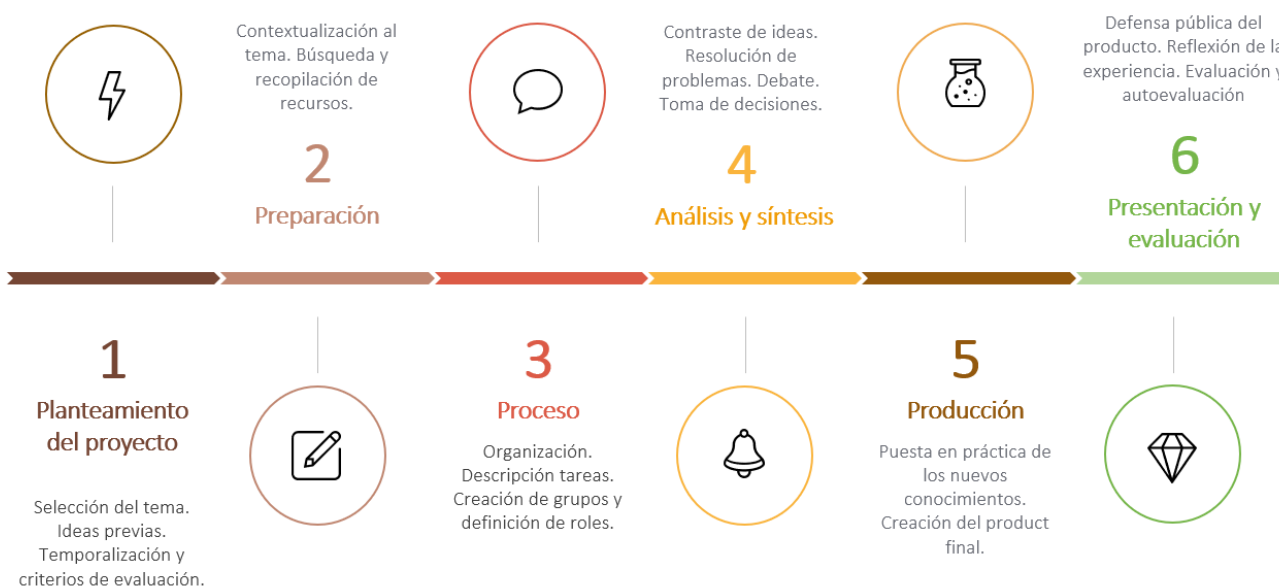 1
Planteamiento
del proyecto
Selección del tema.
Ideas previas.
Temporalización y
criterios de evaluación.
Contextualización al
tema. Búsqueda y
recopilación de
recursos.
2
Preparación
3
Proceso
Organización.
Descripción tareas.
Creación de grupos y
definición de roles.
Contraste de ideas.
Resolución de
problemas. Debate.
Toma de decisiones.
4
Análisis y síntesis
5
Producción
Puesta en práctica de
los nuevos
conocimientos.
Creación del product
final.
Defensa pública del
producto. Reflexión de la
experiencia. Evaluación y
autoevaluación
6
Presentación y
evaluación